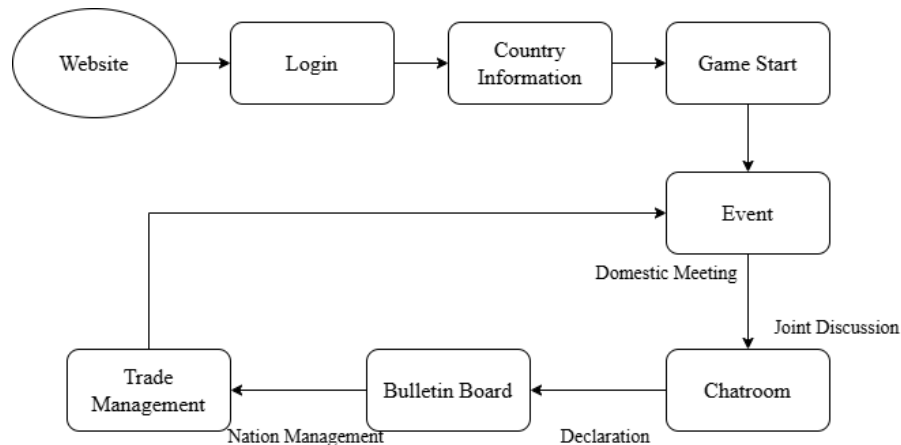 Website
Login
Country
Information
Game Start
Event
Domestic Meeting
Joint Discussion
Trade
Management
Bulletin Board
Chatroom
Nation Management
Declaration